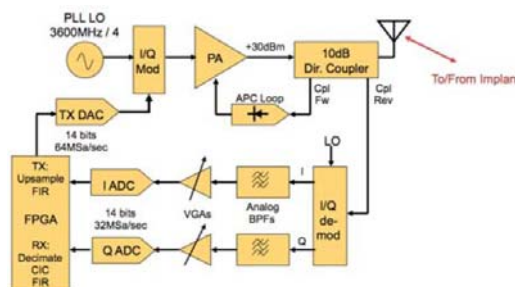 PLL LO
3600MHz / 4
I/Q
Mod
PA
+30dBm
10dB
Dir. Coupler
To/From Implant
Cpl
Fw
Cpl
Rev
APC Loop
TX DAC
14 bits
64MSa/sec
LO
TX:
Upsample
FIR
FPGA
RX:
Decimate
CIC
FIR
I ADC
14 bits
32MSa/sec
Q ADC
VGAs
Analog
BPFs
I
Q
I/Q
de-
mod